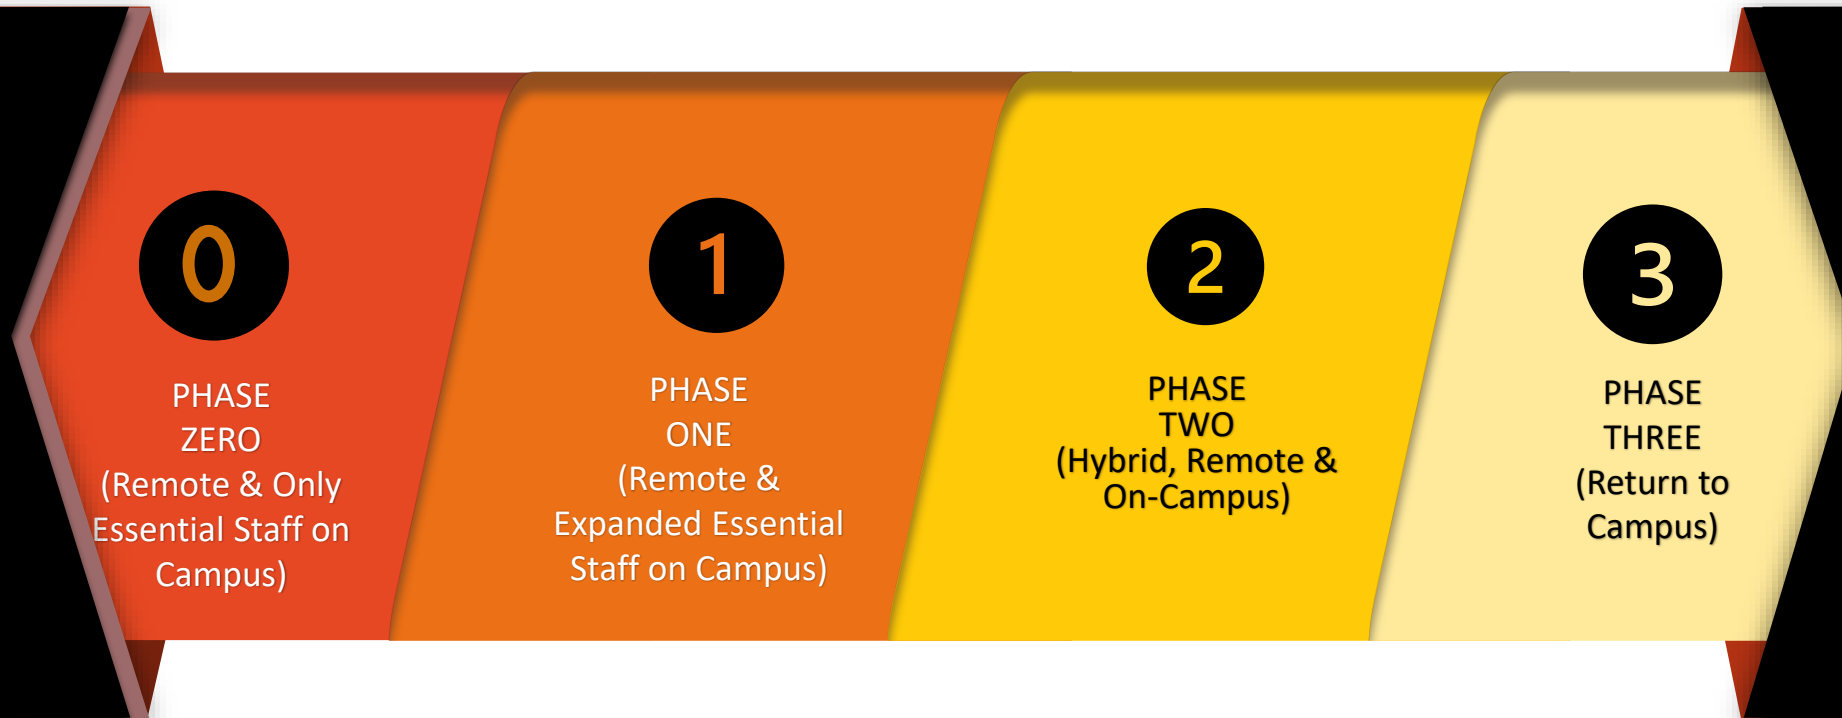 0
PHASE
ZERO
(Remote & Only
Essential Staff on
Campus)
1
PHASE
ONE
(Remote &
Expanded Essential
Staff on Campus)
2
PHASE
TWO
(Hybrid, Remote &
On-Campus)
3
PHASE
THREE
(Return to
Campus)